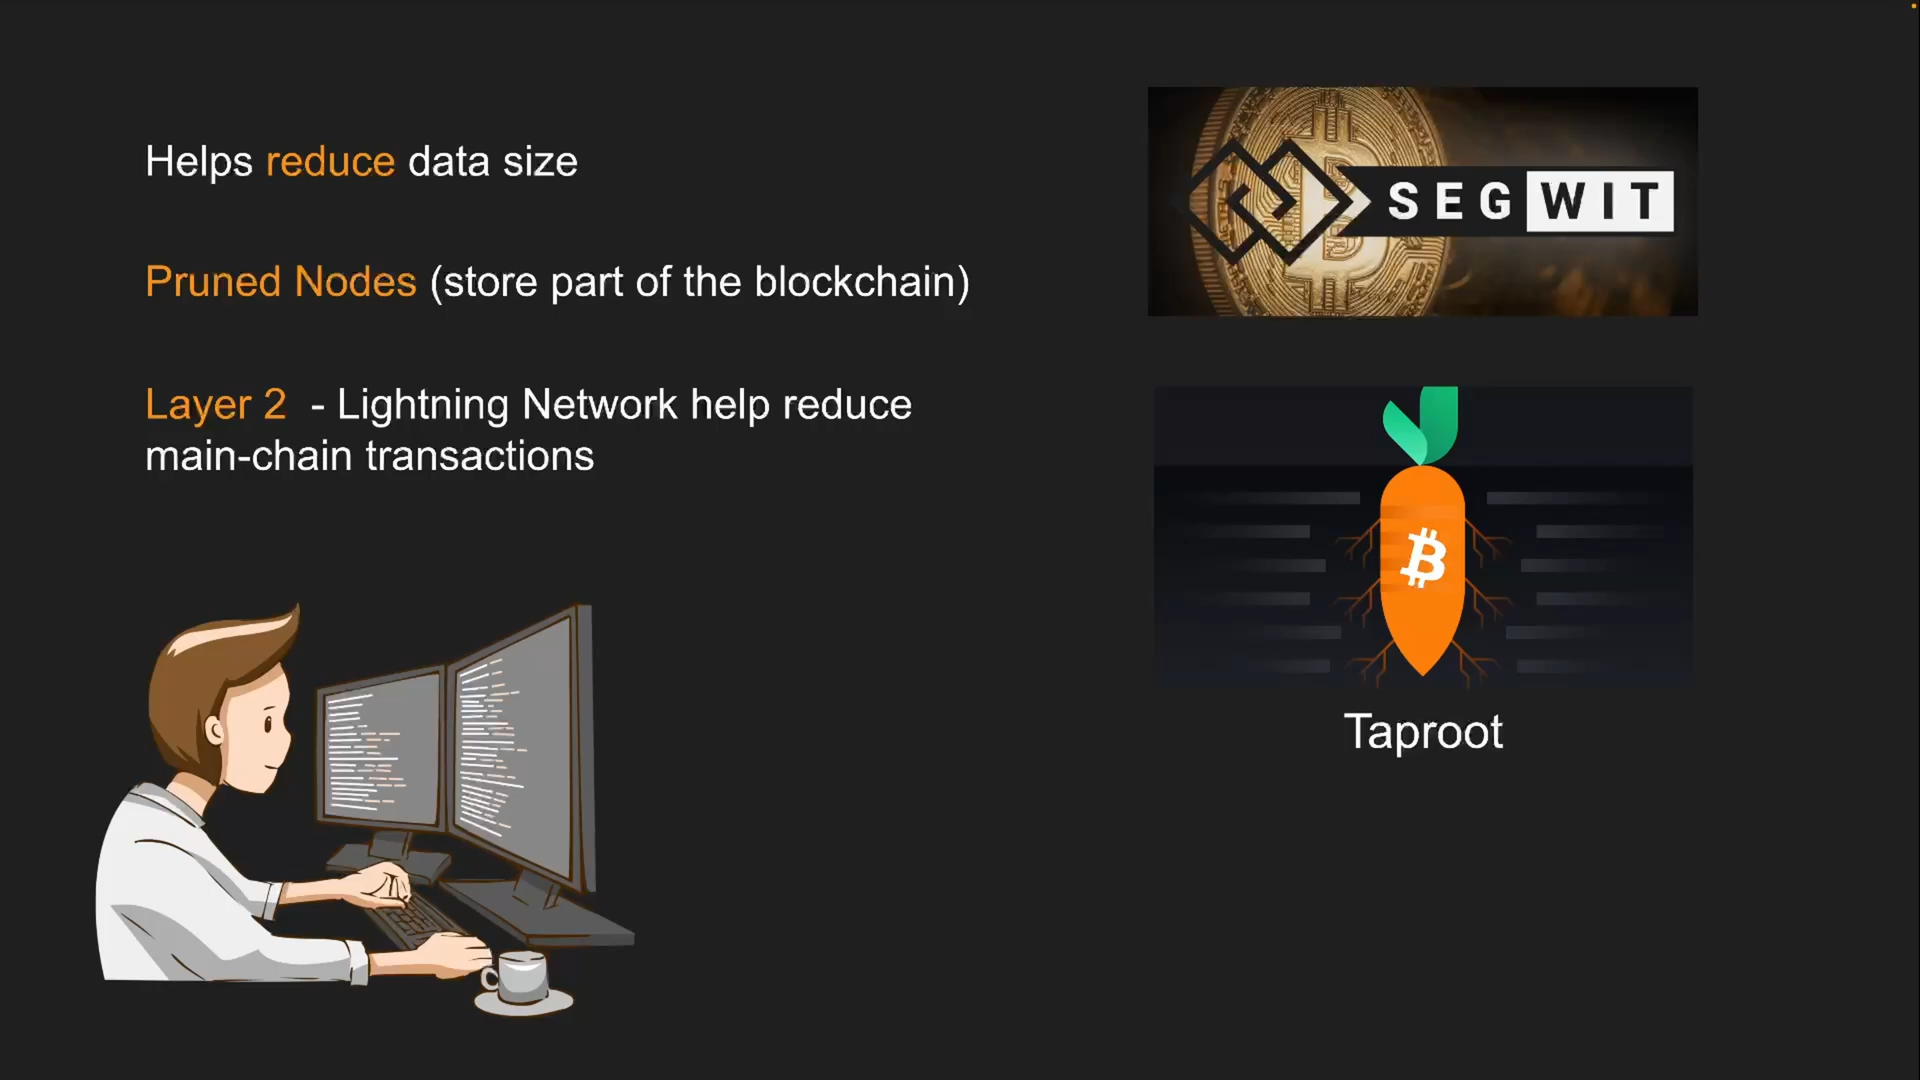 Helps reduce data size
Pruned Nodes (store part of the blockchain)
Layer 2 - Lightning Network help reduce
main-chain transactions
SEGWIT
Taproot